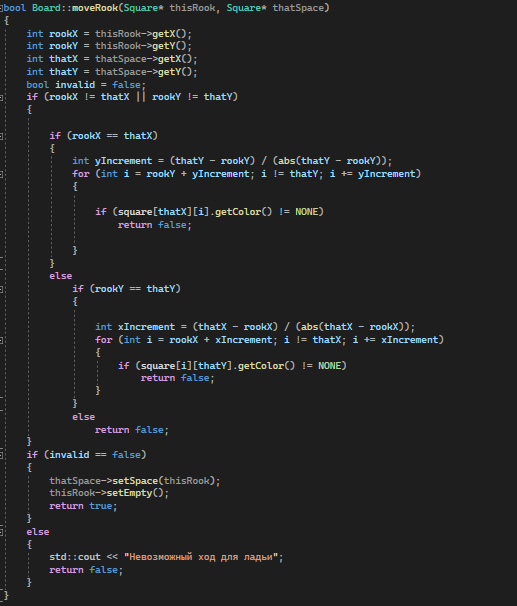 bool Board::moveRook(Square* thisRook, Square* thatSpace)
{
int rookX = thisRook->getX();
int rookY = thisRook->getY();
int thatX = thatSpace->getX();
int thatY = thatSpace->getY();
bool invalid = false;
if (rookX != thatX || rookY != thatY)
{
if (rookX == thatX)
{
int yIncrement = (thatY - rookY) / (abs(thatY - rookY));
for (int i = rookY + yIncrement; i != thatY; i += yIncrement)
{
if (square[thatX][i].getColor() != NONE)
return false;
}
}
else
if (rookY == thatY)
{
int xIncrement = (thatX - rookX) / (abs(thatX - rookX));
for (int i = rookX + xIncrement; i != thatX; i += xIncrement)
{
if (square[i][thatY].getColor() != NONE)
return false;
}
}
else
return false;
}
if (invalid == false)
{
thatSpace->setSpace(thisRook);
thisRook->setEmpty();
return true;
}
else
{
std::cout << "Невозможный ход для ладьи";
return false;
}
}